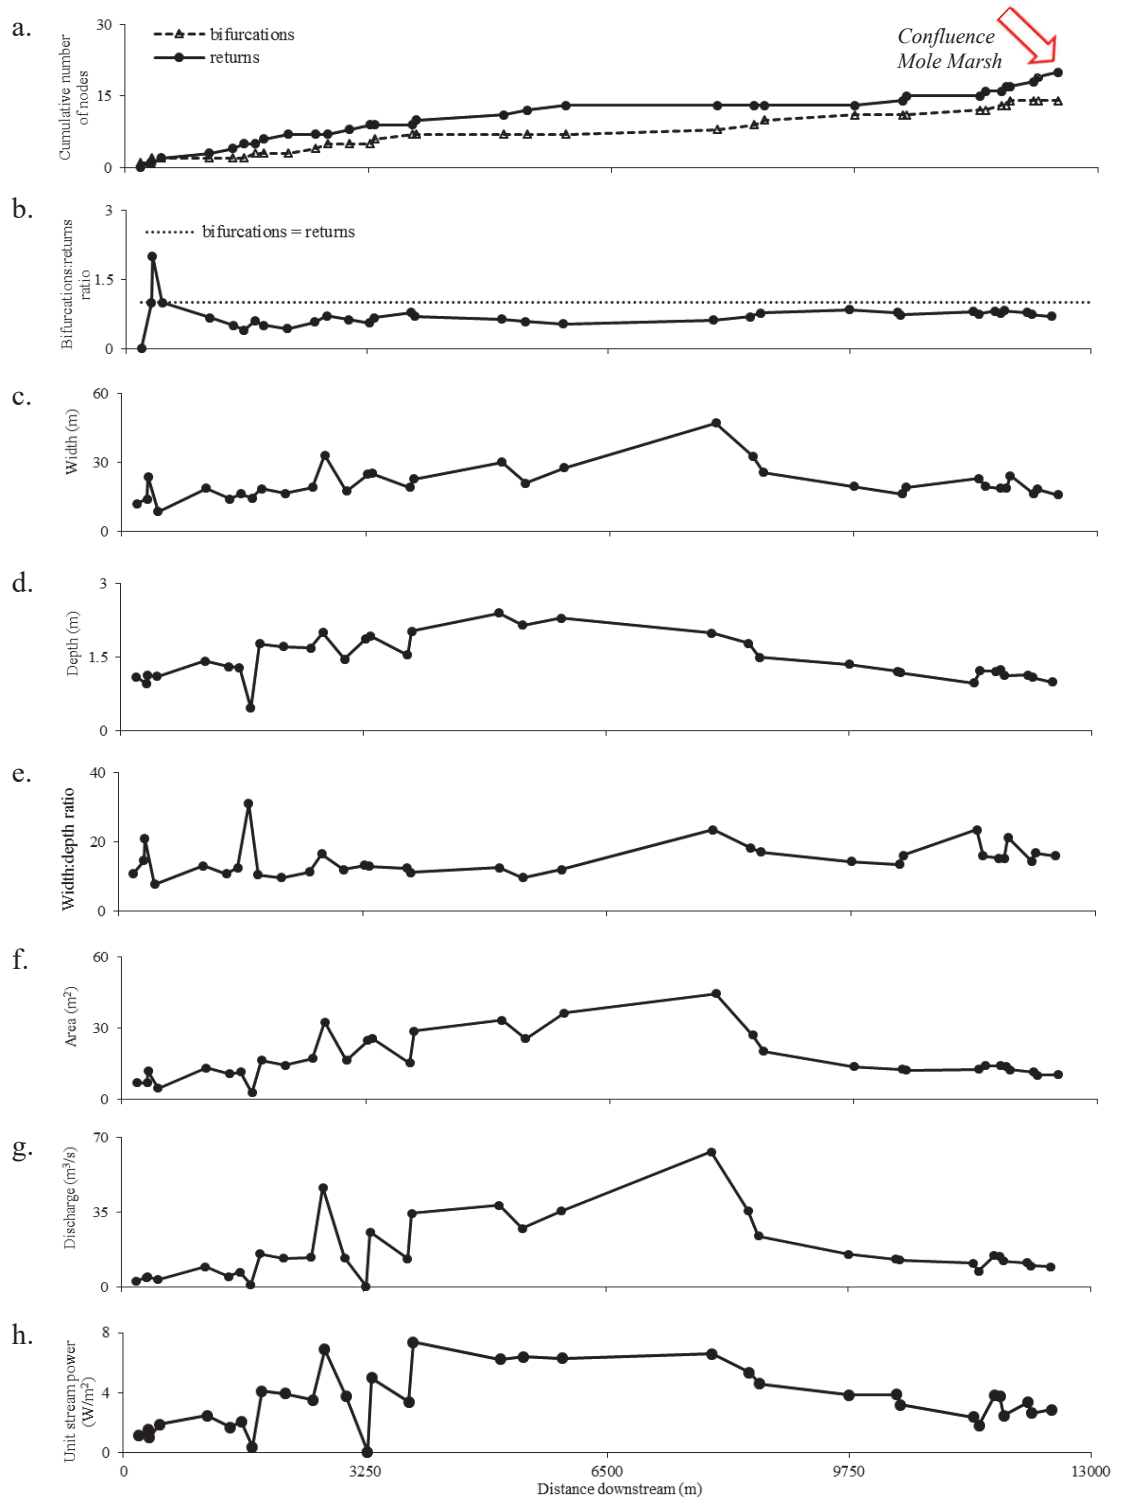 a.
30
15
0
Cumulative number
of nodes
bifurcations
returns
Confluence
Mole Marsh
b.
3
1.5
0
Bifurcations:returns
ratio
bifurcations = returns
c.
60
30
0
Width (m)
d.
3
1.5
0
Depth (m)
e.
40
20
0
Width:depth ratio
f.
60
30
0
Area (m²)
g.
70
35
0
Discharge (m³/s)
h.
8
4
0
Unit stream power
(W/m²)
0 3250 6500 9750 13000
Distance downstream (m)